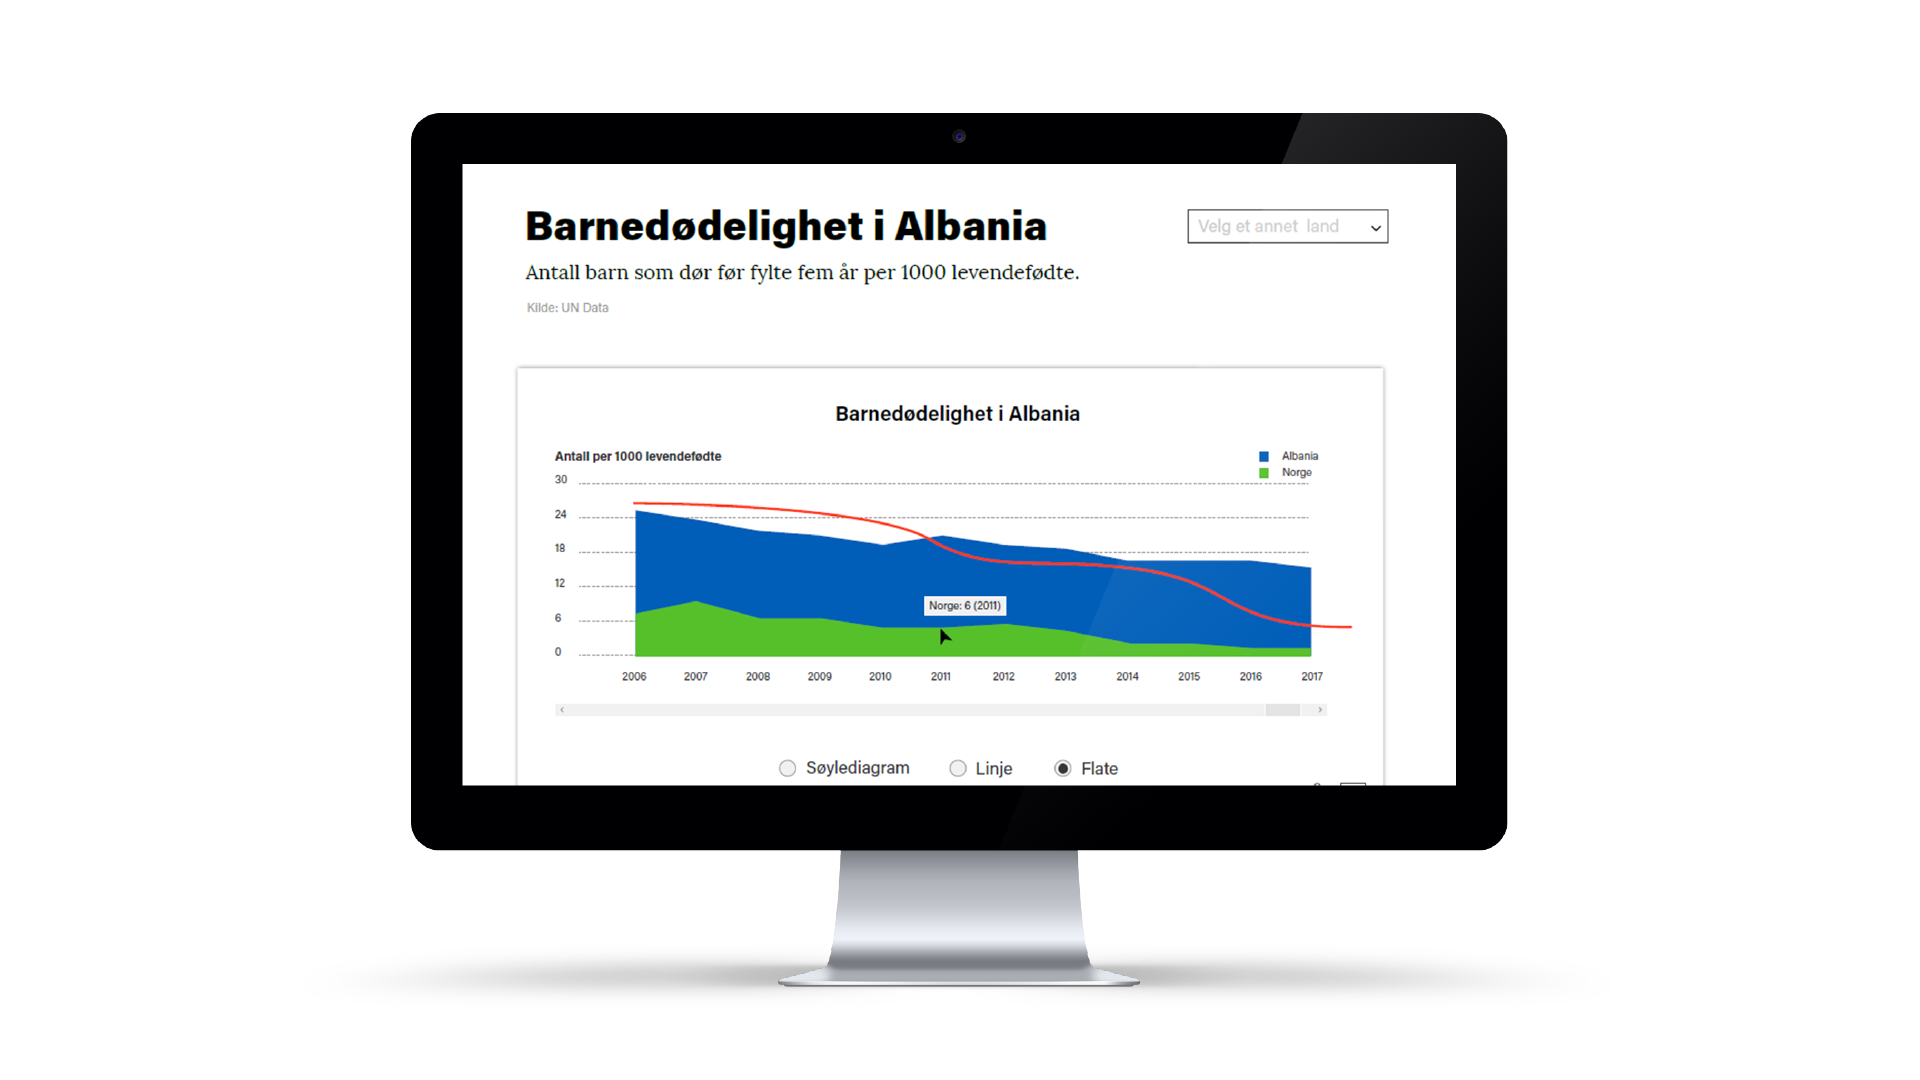 Barnedødelighet i Albania
Velg et annet land
Antall barn som dør før fylte fem år per 1000 levendefødte.
Kilde: UN Data
Barnedødelighet i Albania
Antall per 1000 levendefødte
Albania
Norge
30
24
18
12
6
0
Norge: 6 (2011)
2006 2007 2008 2009 2010 2011 2012 2013 2014 2015 2016 2017
Søylediagram Linje Flate